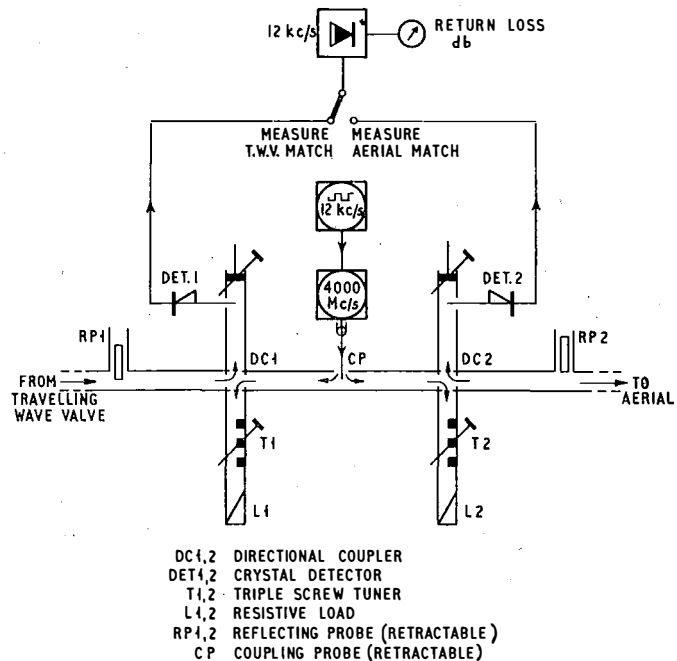 12 kc/s
RETURN LOSS
db
MEASURE
T.W.V. MATCH
MEASURE
AERIAL MATCH
12 kc/s
DET.1
4000
Mc/s
DET.2
RP1
DC1
CP
DC2
RP2
FROM
TRAVELLING
WAVE VALVE
TO
AERIAL
T1
T2
L1
L2
DC1,2 DIRECTIONAL COUPLER
DET1,2 CRYSTAL DETECTOR
T1,2 TRIPLE SCREW TUNER
L1,2 RESISTIVE LOAD
RP1,2 REFLECTING PROBE (RETRACTABLE)
CP COUPLING PROBE (RETRACTABLE)